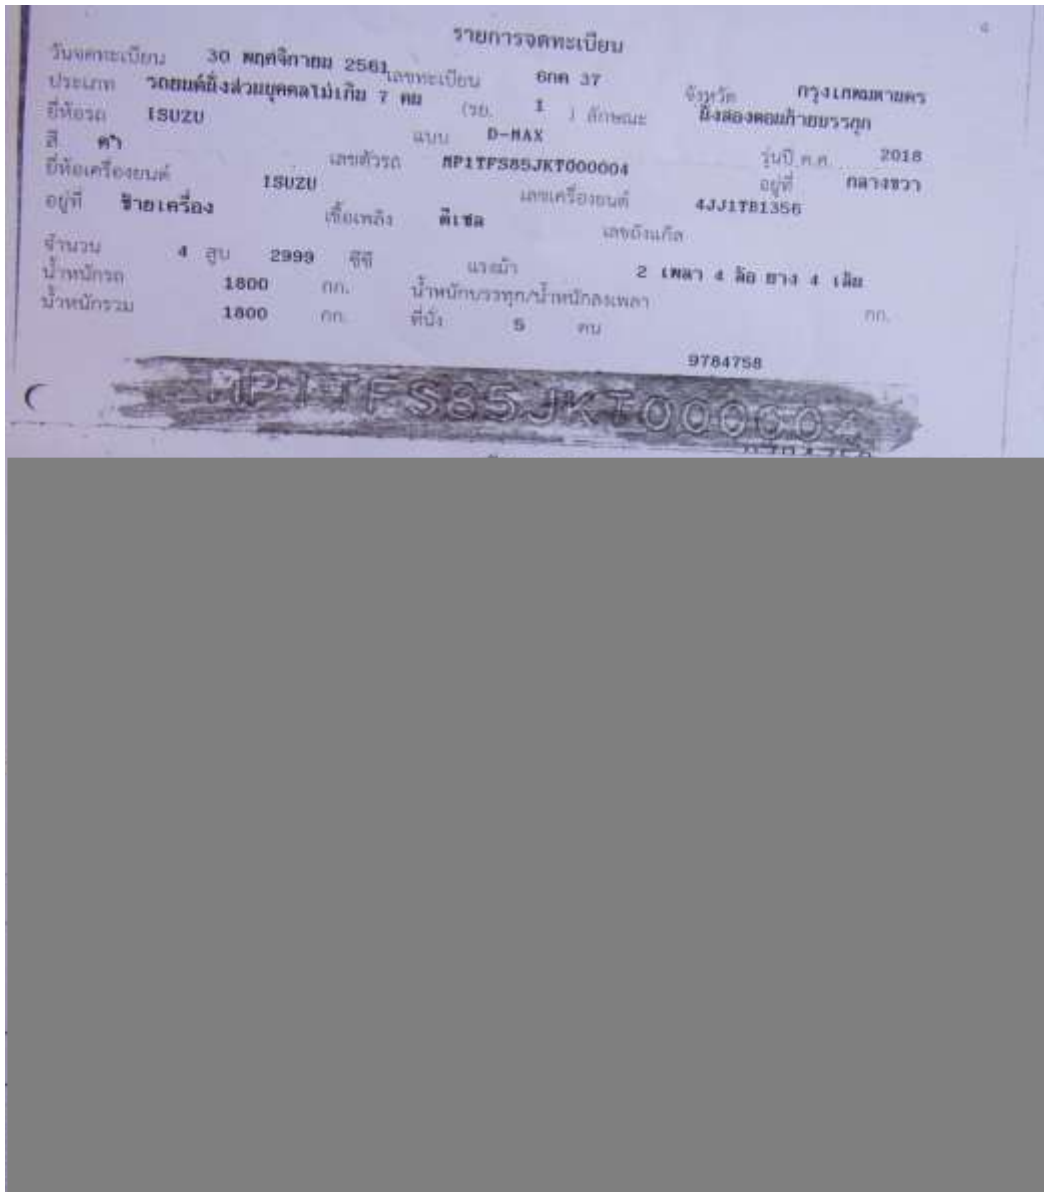 4
รายการจดทะเบียน
วันจดทะเบียน 30 พฤศจิกายน 2561 เลขทะเบียน 6กค 37 จังหวัด กรุงเทพมหานคร
ประเภท รถยนต์นั่งส่วนบุคคลไม่เกิน 7 คน (รย. 1 ) ลักษณะ นั่งสองตอนท้ายบรรทุก
ยี่ห้อรถ ISUZU แบบ D-MAX รุ่นปี ค.ศ. 2018
สี ดำ เลขตัวรถ MP1TFS85JKT000004 อยู่ที่ กลางขวา
ยี่ห้อเครื่องยนต์ ISUZU เลขเครื่องยนต์ 4JJ1TB1356
อยู่ที่ ซ้ายเครื่อง เชื้อเพลิง ดีเซล เลขถังแก๊ส
จำนวน 4 สูบ 2999 ซีซี แรงม้า 2 เพลา 4 ล้อ ยาง 4 เส้น
น้ำหนักรถ 1800 กก. น้ำหนักบรรทุก/น้ำหนักลงเพลา กก.
น้ำหนักรวม 1800 กก. ที่นั่ง 5 คน
9784758
MP1TFS85JKT000004